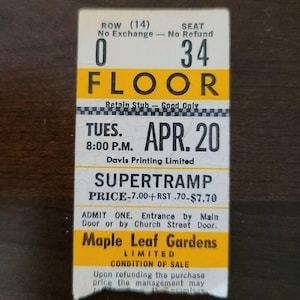 ROW (14) SEAT
No Exchange — No Refund
0 34
FLOOR
Retain Stub — Good Only
TUES. APR. 20
8:00 P.M.
Davis Printing Limited
SUPERTRAMP
PRICE-7.00+RST .70-$7.70
ADMIT ONE. Entrance by Main
Door or by Church Street Door.
Maple Leaf Gardens
LIMITED
CONDITION OF SALE
Upon refunding the purchase
price the management may